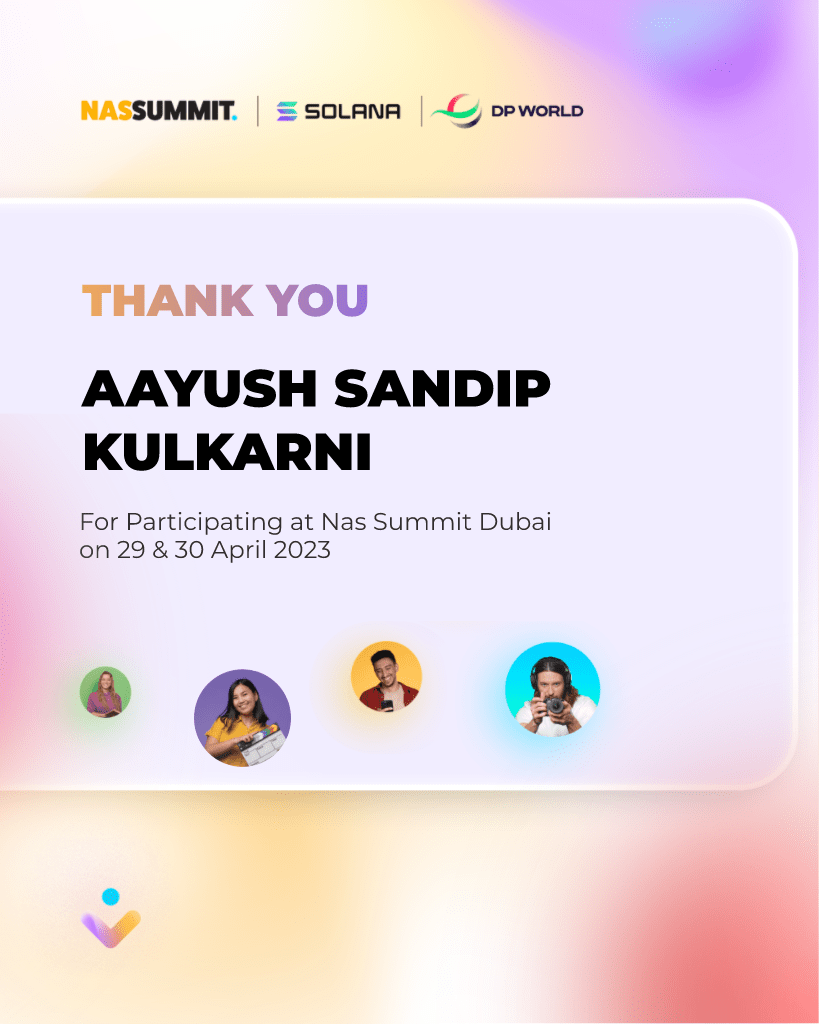 NASSUMMIT. SOLANA DP WORLD
THANK YOU
AAYUSH SANDIP
KULKARNI
For Participating at Nas Summit Dubai
on 29 & 30 April 2023